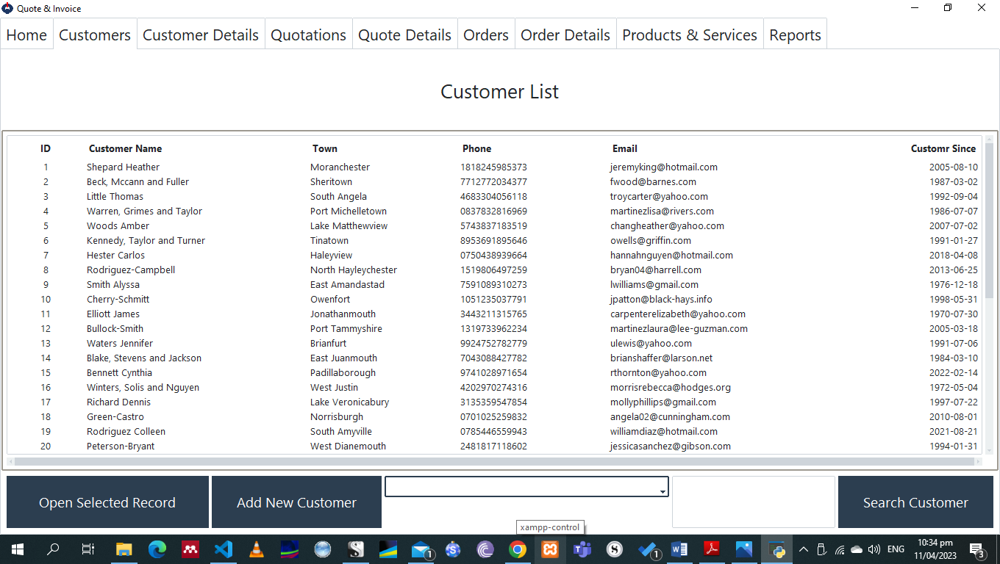 Quote & Invoice
Home Customers Customer Details Quotations Quote Details Orders Order Details Products & Services Reports
Customer List
ID Customer Name Town Phone Email Customr Since
1 Shepard Heather Moranchester 1818245985373 jeremyking@hotmail.com 2005-08-10
2 Beck, Mccann and Fuller Sheritown 7712772034377 fwood@barnes.com 1987-03-02
3 Little Thomas South Angela 4683304056118 troycarter@yahoo.com 1992-09-04
4 Warren, Grimes and Taylor Port Michelletown 0837832816969 martinezlisa@rivers.com 1986-07-07
5 Woods Amber Lake Matthewview 5743837183519 changheather@yahoo.com 2007-07-02
6 Kennedy, Taylor and Turner Tinatown 8953691895646 owells@griffin.com 1991-01-27
7 Hester Carlos Haleyview 0750438939664 hannahnguyen@hotmail.com 2018-04-08
8 Rodriguez-Campbell North Hayleychester 1519806497259 bryan04@harrell.com 2013-06-25
9 Smith Alyssa East Amandastad 7591089310273 lwilliams@gmail.com 1976-12-18
10 Cherry-Schmitt Owenfort 1051235037791 jpatton@black-hays.info 1998-05-31
11 Elliott James Jonathanmouth 3443211315765 carpenterelizabeth@yahoo.com 1970-07-30
12 Bullock-Smith Port Tammyshire 1319733962234 martinezlaura@lee-guzman.com 2005-03-18
13 Waters Jennifer Brianfurt 9924752782779 ulewis@yahoo.com 1991-07-06
14 Blake, Stevens and Jackson East Juanmouth 7043088427782 brianshaffer@larson.net 1984-03-10
15 Bennett Cynthia Padillaborough 9741028971654 rthornton@yahoo.com 2022-02-14
16 Winters, Solis and Nguyen West Justin 4202970274316 morrisrebecca@hodges.org 1972-05-04
17 Richard Dennis Lake Veronicabury 3135359547854 mollyphillips@gmail.com 1997-07-22
18 Green-Castro Norrisburgh 0701025259832 angela02@cunningham.com 2010-08-01
19 Rodriguez Colleen South Amyville 0785446559943 williamdiaz@hotmail.com 2021-08-21
20 Peterson-Bryant West Dianemouth 2481817118602 jessicasanchez@gibson.com 1994-01-31
Open Selected Record Add New Customer Search Customer
xampp-control
ENG 10:34 pm
11/04/2023
1 1 3